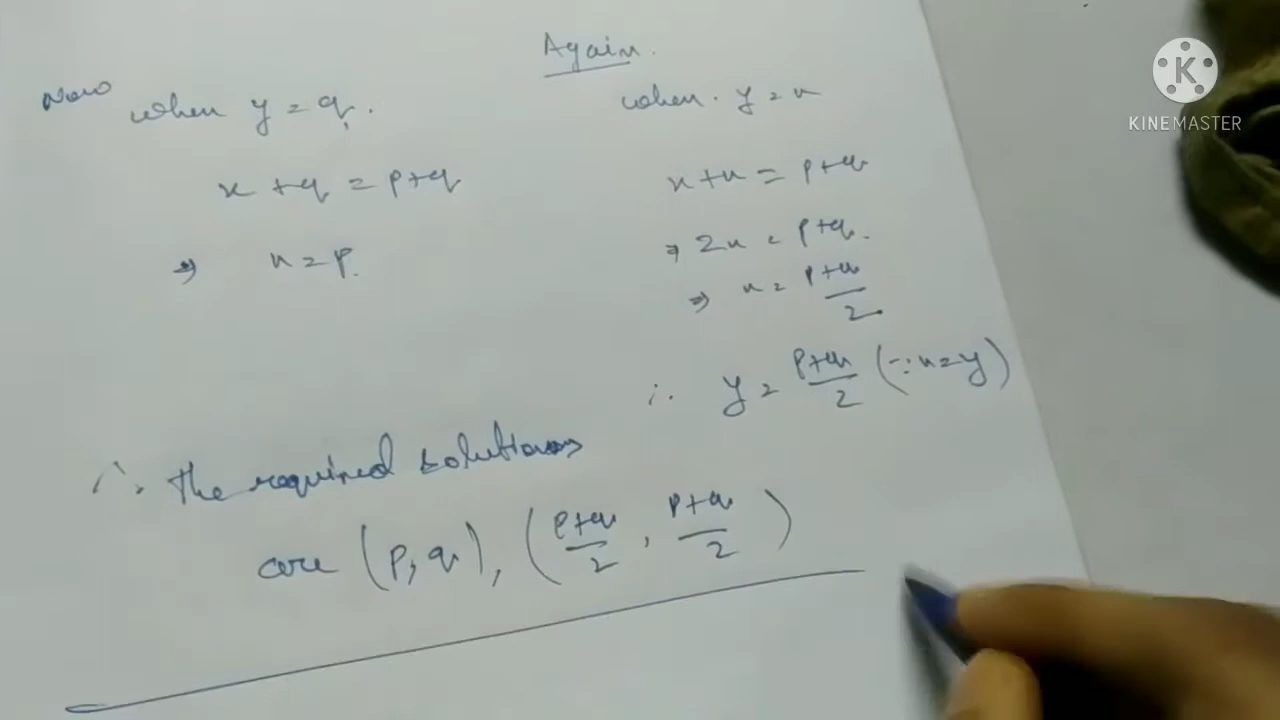 Now when y = q.
x + q = p+q
⇒ x = p.
Again.
when. y = x
x+x = p+q
⇒ 2x = p+q.
⇒ x = p+q/2
∴ y = p+q/2 (∵ x=y)
∴ The required solutions
are (p, q), (p+q/2, p+q/2)
KINEMASTER